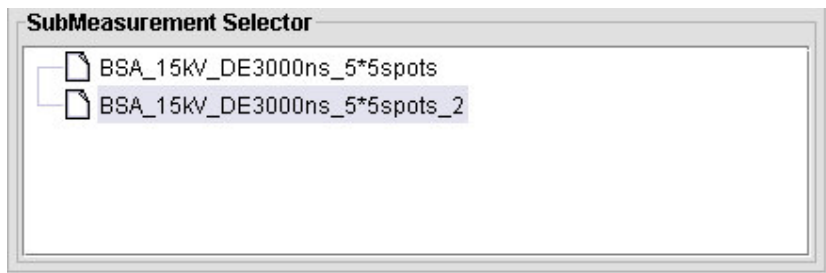 SubMeasurement Selector
BSA_15kV_DE3000ns_5*5spots
BSA_15kV_DE3000ns_5*5spots_2